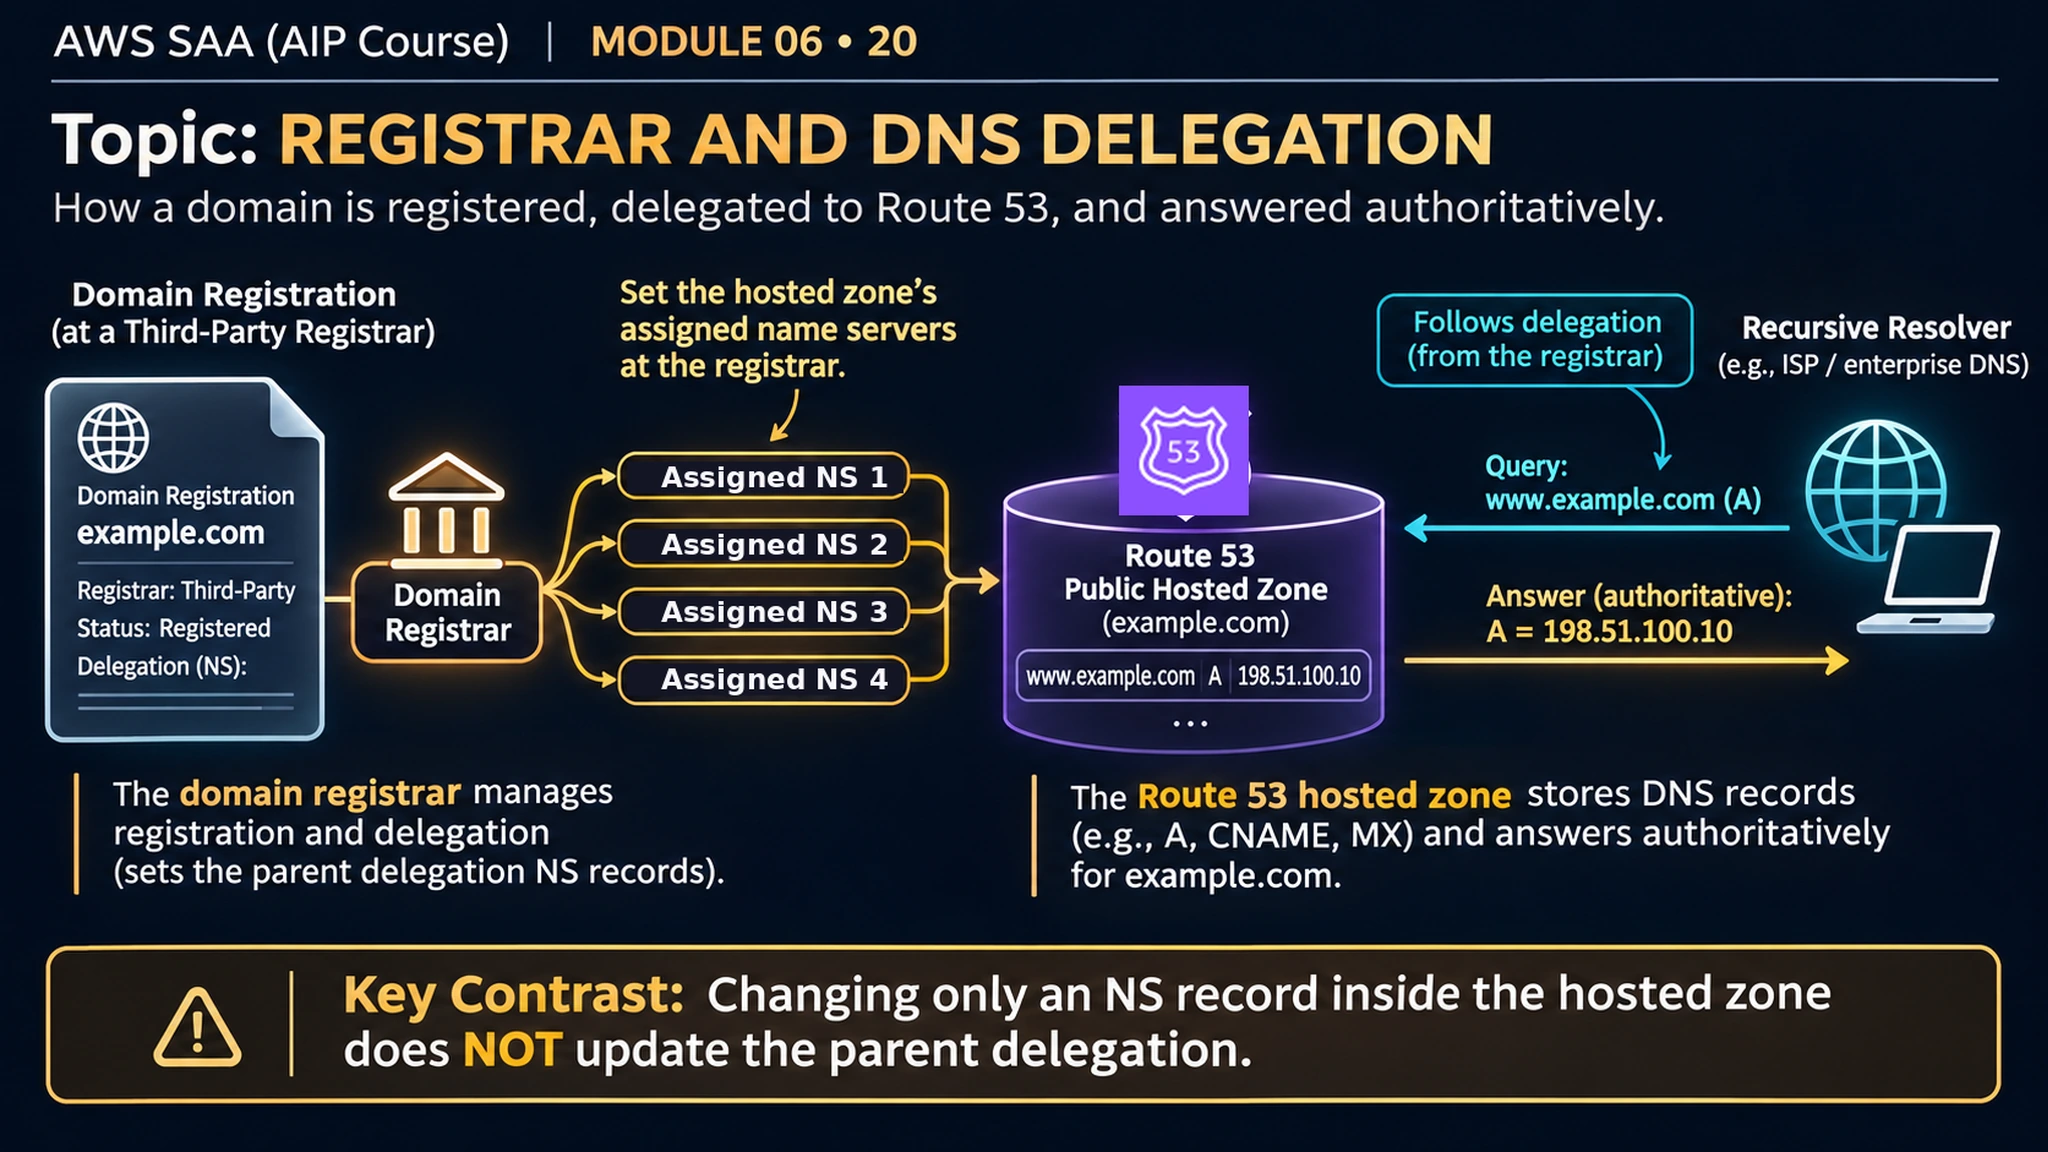 AWS SAA (AIP Course) | MODULE 06 • 20
Topic: REGISTRAR AND DNS DELEGATION
How a domain is registered, delegated to Route 53, and answered authoritatively.
Domain Registration
(at a Third-Party Registrar)
Domain Registration
example.com
Registrar: Third-Party
Status: Registered
Delegation (NS):
Domain
Registrar
Set the hosted zone's
assigned name servers
at the registrar.
Assigned NS 1
Assigned NS 2
Assigned NS 3
Assigned NS 4
53
Route 53
Public Hosted Zone
(example.com)
www.example.com | A | 198.51.100.10
...
Follows delegation
(from the registrar)
Recursive Resolver
(e.g., ISP / enterprise DNS)
Query:
www.example.com (A)
Answer (authoritative):
A = 198.51.100.10
The domain registrar manages
registration and delegation
(sets the parent delegation NS records).
The Route 53 hosted zone stores DNS records
(e.g., A, CNAME, MX) and answers authoritatively
for example.com.
Key Contrast: Changing only an NS record inside the hosted zone
does NOT update the parent delegation.